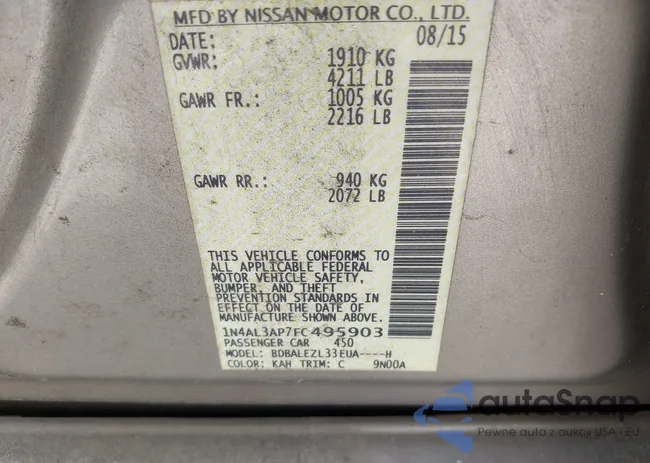 MFD BY NISSAN MOTOR CO., LTD.
DATE: 08/15
GVWR: 1910 KG
4211 LB
GAWR FR.: 1005 KG
2216 LB
GAWR RR.: 940 KG
2072 LB
THIS VEHICLE CONFORMS TO
ALL APPLICABLE FEDERAL
MOTOR VEHICLE SAFETY,
BUMPER, AND THEFT
PREVENTION STANDARDS IN
EFFECT ON THE DATE OF
MANUFACTURE SHOWN ABOVE.
1N4AL3AP7FC495903
PASSENGER CAR 450
MODEL: BDBALEZL33EUA----H
COLOR: KAH TRIM: C 9N00A
autoSnap
Pewne auta z aukcji USA - EU